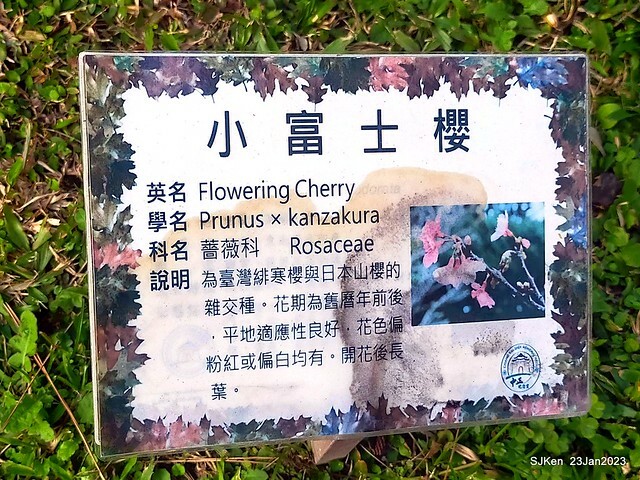 小富士櫻
英名 Flowering Cherry
學名 Prunus × kanzakura
科名 薔薇科 Rosaceae
說明 為臺灣緋寒櫻與日本山櫻的
雜交種。花期為舊曆年前後
，平地適應性良好，花色偏
粉紅或偏白均有。開花後長
葉。
SJKen 23Jan2023